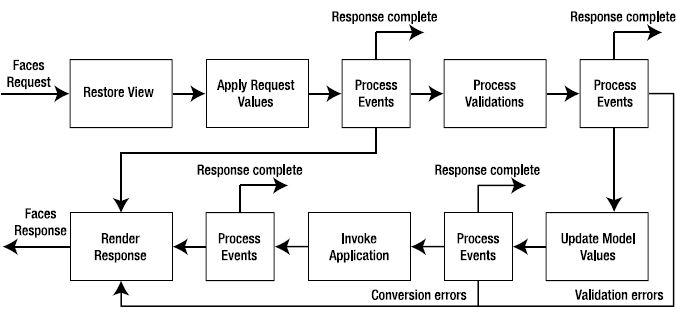 Response complete
Response complete
Faces
Request
Restore View
Apply Request
Values
Process
Events
Process
Validations
Process
Events
Response complete
Response complete
Faces
Response
Render
Response
Process
Events
Invoke
Application
Process
Events
Update Model
Values
Conversion errors
Validation errors